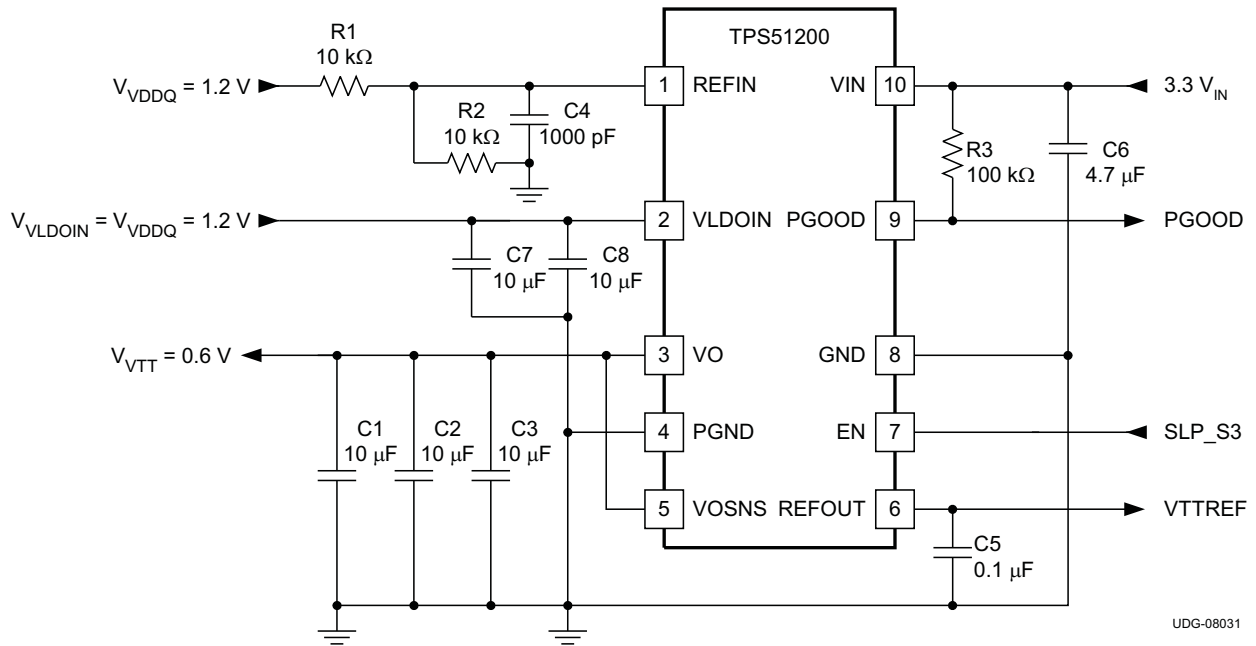 TPS51200
R1
10 kΩ
V_VDDQ = 1.2 V
1 REFIN
VIN 10
3.3 V_IN
R2
10 kΩ
C4
1000 pF
R3
100 kΩ
C6
4.7 µF
V_VLDOIN = V_VDDQ = 1.2 V
2 VLDOIN
PGOOD 9
PGOOD
C7
10 µF
C8
10 µF
V_VTT = 0.6 V
3 VO
GND 8
C1
10 µF
C2
10 µF
C3
10 µF
4 PGND
EN 7
SLP_S3
5 VOSNS
REFOUT 6
VTTREF
C5
0.1 µF
UDG-08031